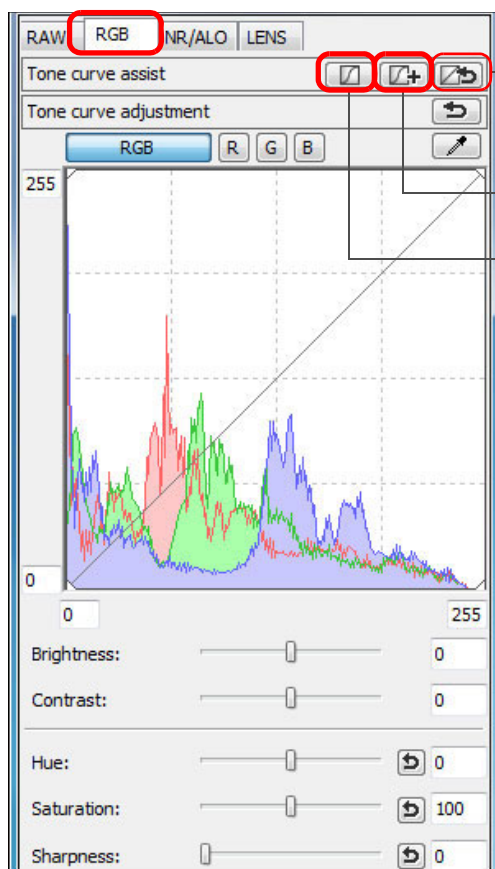 RAW RGB NR/ALO LENS
Tone curve assist
Tone curve adjustment
RGB R G B
255
0
0 255
Brightness: 0
Contrast: 0
Hue: 0
Saturation: 100
Sharpness: 0